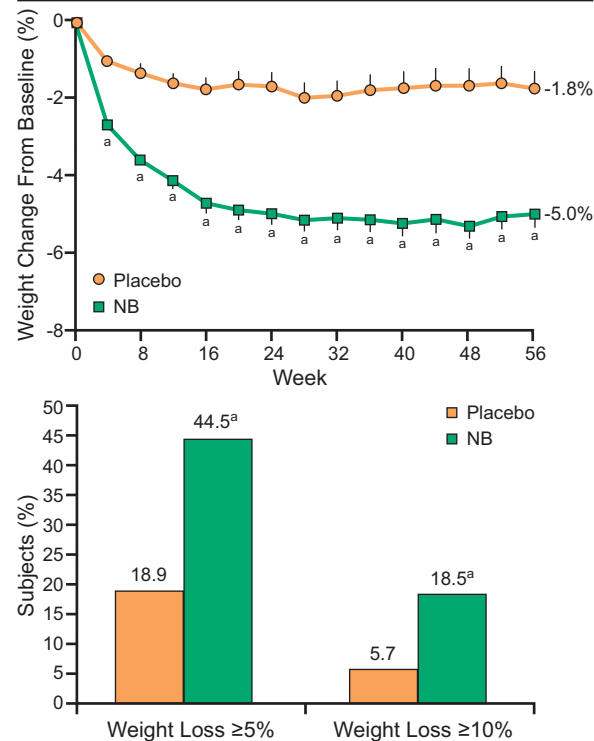 Weight Change From Baseline (%)
0
-2
-4
-6
-8
-1.8%
-5.0%
a
a
a
a
a
a
a
a
a
a
a
a
a
a
Placebo
NB
0 8 16 24 32 40 48 56
Week
Subjects (%)
50
45
40
35
30
25
20
15
10
5
0
Placebo
NB
44.5ᵃ
18.9
18.5ᵃ
5.7
Weight Loss ≥5% Weight Loss ≥10%